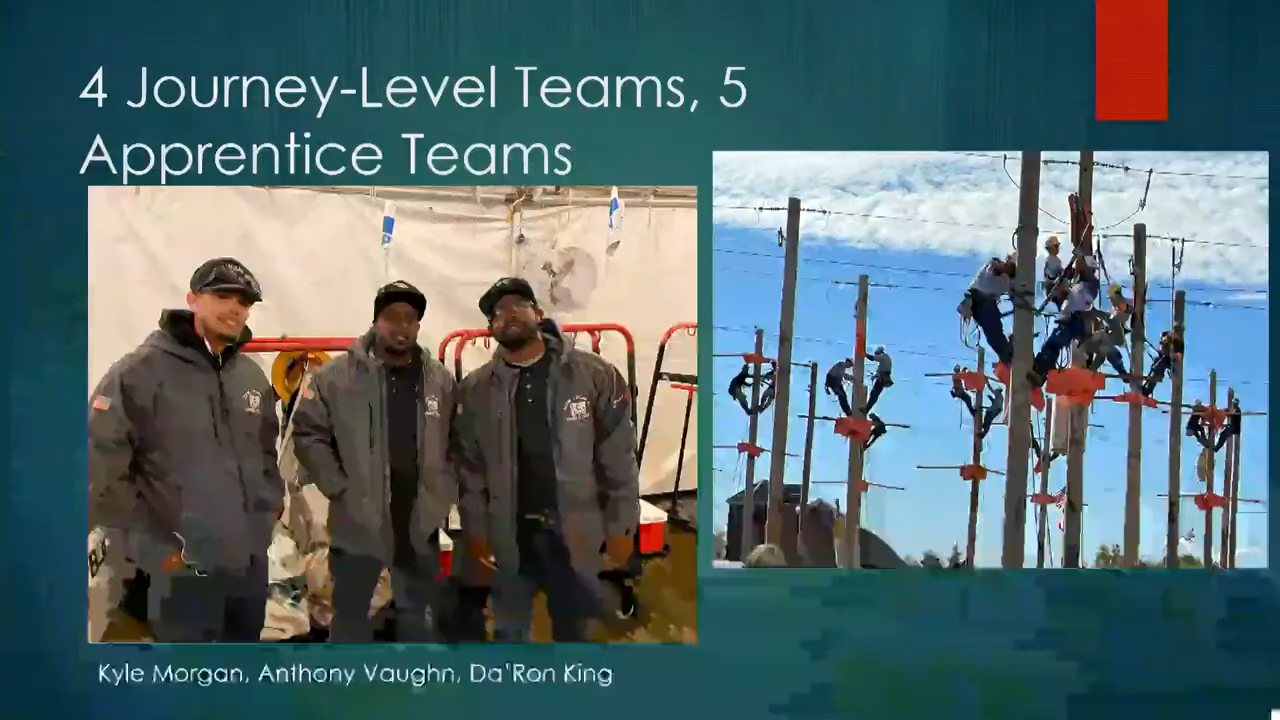 4 Journey-Level Teams, 5
Apprentice Teams
Kyle Morgan, Anthony Vaughn, Da'Ron King